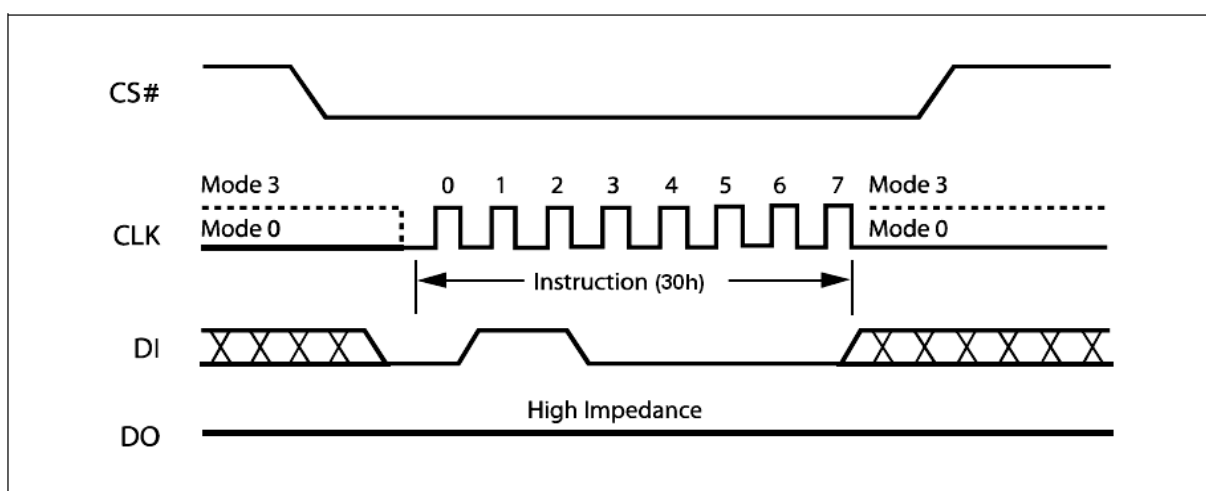 CS#
Mode 3 0 1 2 3 4 5 6 7 Mode 3
CLK Mode 0 Mode 0
Instruction (30h)
DI
High Impedance
DO